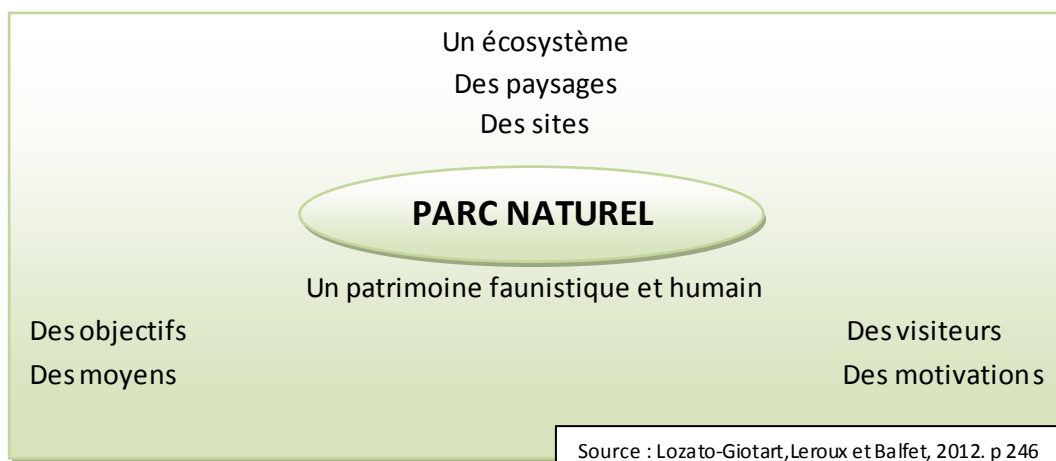 Un écosystème
Des paysages
Des sites
PARC NATUREL
Un patrimoine faunistique et humain
Des objectifs
Des visiteurs
Des moyens
Des motivations
Source : Lozato-Giotart,Leroux et Balfet, 2012. p 246